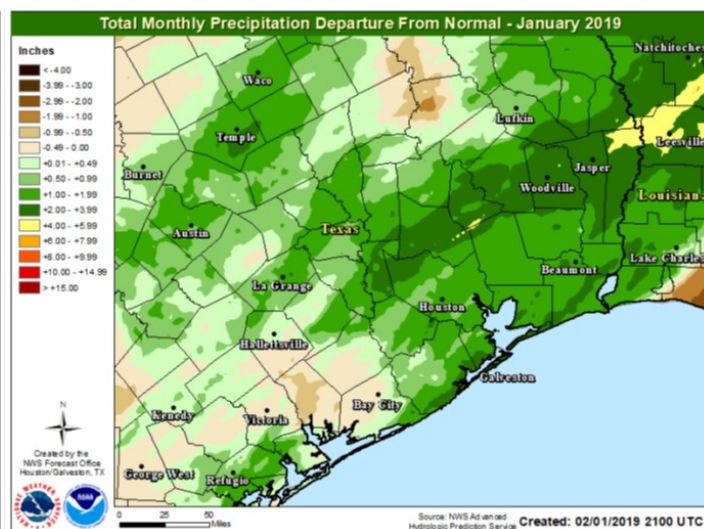 Total Monthly Precipitation Departure From Normal - January 2019
Inches
< -4.00
-3.99 - -3.00
-2.99 - -2.00
-1.99 - -1.00
-0.99 - -0.50
-0.49 - 0.00
+0.01 - +0.49
+0.50 - +0.99
+1.00 - +1.99
+2.00 - +3.99
+4.00 - +5.99
+6.00 - +7.99
+8.00 - +9.99
+10.00 - +14.99
> +15.00
Natchitoches
Waco
Lufkin
Temple
Leesville
Burnet
Jasper
Woodville
Louisiana
Austin
Texas
Lake Charles
Beaumont
La Grange
Houston
Hallettsville
Galveston
Bay City
Kenedy
Victoria
George West
Refugio
N
Created by the
NWS Forecast Office
Houston/Galveston, TX
NOAA
0 25 50
Miles
Source: NWS Advanced
Hydrologic Prediction Service
Created: 02/01/2019 2100 UTC